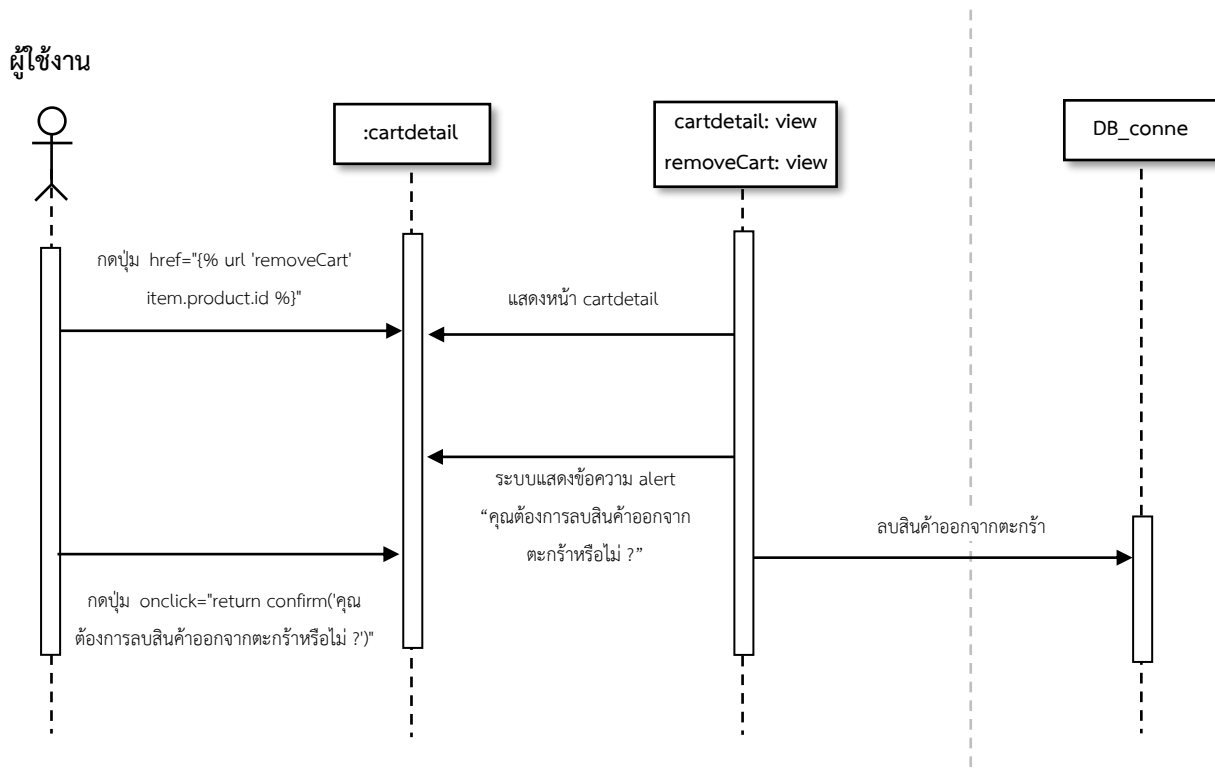 ผู้ใช้งาน
:cartdetail
cartdetail: view
removeCart: view
DB_conne
กดปุ่ม href="{% url 'removeCart'
item.product.id %}"
แสดงหน้า cartdetail
ระบบแสดงข้อความ alert
“คุณต้องการลบสินค้าออกจาก
ตะกร้าหรือไม่ ?”
ลบสินค้าออกจากตะกร้า
กดปุ่ม onclick="return confirm('คุณ
ต้องการลบสินค้าออกจากตะกร้าหรือไม่ ?')"